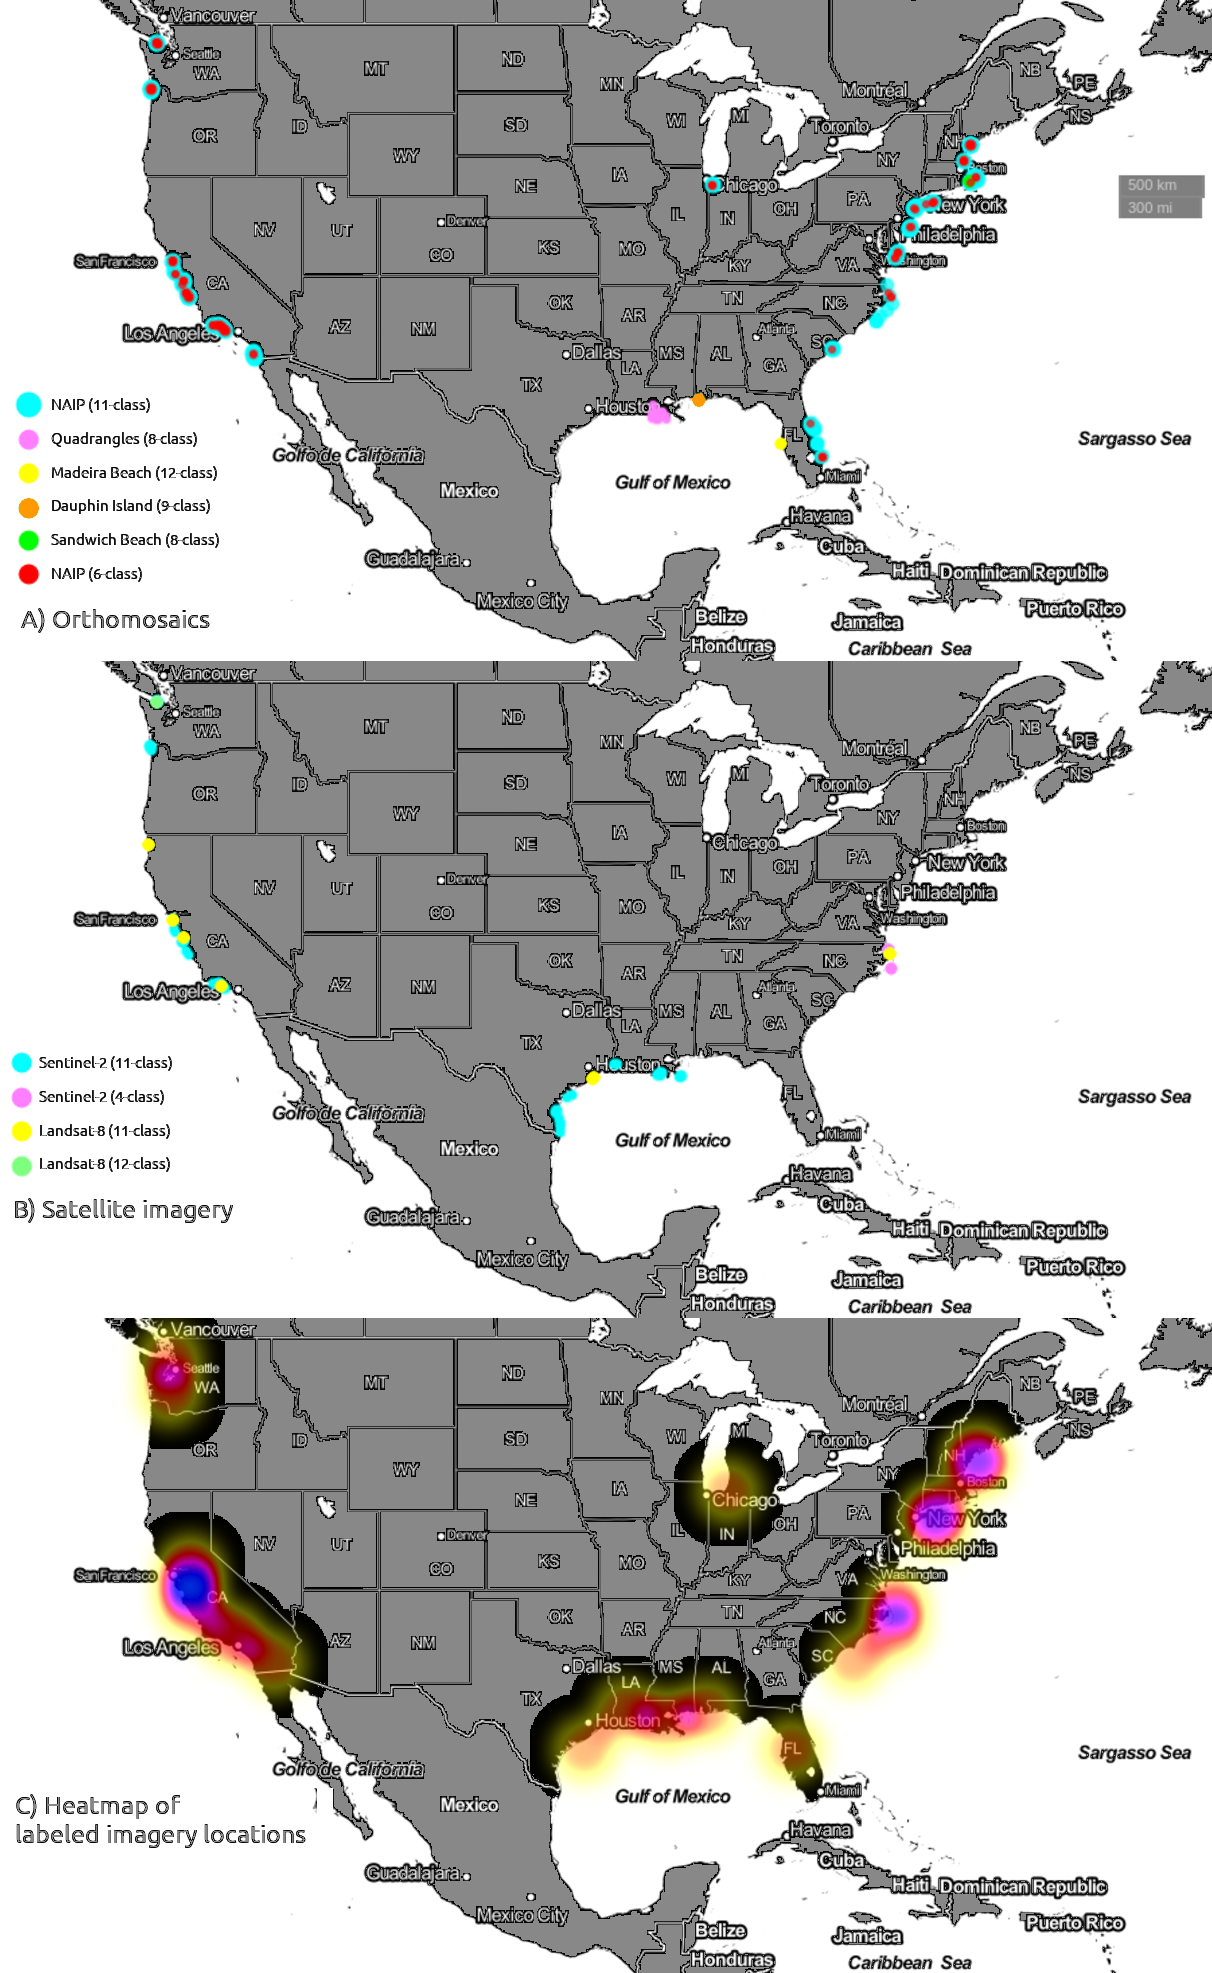 Vancouver
Seattle
WA
MT
ND
MN
NB
PE
NS
Montréal
OR
ID
SD
WI
MI
Toronto
NH
Boston
WY
NY
NE
IA
Chicago
PA
New York
500 km
300 mi
Denver
IL
IN
OH
NV
UT
CO
KS
MO
Philadelphia
San Francisco
KY
VA
Washington
CA
OK
TN
NC
Los Angeles
AZ
NM
AR
Atlanta
SC
Dallas
MS
AL
GA
LA
TX
NAIP (11-class)
Houston
Quadrangles (8-class)
FL
Sargasso Sea
Golfo de California
Madeira Beach (12-class)
Mexico
Gulf of Mexico
Miami
Dauphin Island (9-class)
Havana
Sandwich Beach (8-class)
Cuba
Guadalajara
NAIP (6-class)
Haiti
Dominican Republic
Mexico City
Belize
Jamaica
Puerto Rico
A) Orthomosaics
Honduras
Caribbean Sea
Vancouver
Seattle
WA
MT
ND
MN
NB
PE
NS
Montréal
OR
ID
SD
WI
MI
Toronto
NH
Boston
WY
NY
NE
IA
Chicago
PA
New York
Denver
IL
IN
OH
NV
UT
CO
KS
MO
Philadelphia
San Francisco
KY
VA
Washington
CA
OK
TN
NC
Los Angeles
AZ
NM
AR
Atlanta
SC
Dallas
MS
AL
GA
LA
TX
Sentinel-2 (11-class)
Houston
Sentinel-2 (4-class)
FL
Sargasso Sea
Golfo de California
Landsat-8 (11-class)
Mexico
Gulf of Mexico
Miami
Landsat-8 (12-class)
Havana
Cuba
B) Satellite imagery
Guadalajara
Haiti
Dominican Republic
Mexico City
Belize
Jamaica
Puerto Rico
Honduras
Caribbean Sea
Vancouver
Seattle
WA
MT
ND
MN
NB
PE
NS
Montréal
OR
ID
SD
WI
MI
Toronto
NH
Boston
WY
NY
NE
IA
Chicago
PA
New York
Denver
IL
IN
OH
NV
UT
CO
KS
MO
Philadelphia
San Francisco
KY
VA
Washington
CA
OK
TN
NC
Los Angeles
AZ
NM
AR
Atlanta
SC
Dallas
MS
AL
GA
LA
TX
Houston
FL
Sargasso Sea
Golfo de California
Mexico
Gulf of Mexico
Miami
C) Heatmap of
labeled imagery locations
Havana
Cuba
Guadalajara
Haiti
Dominican Republic
Mexico City
Belize
Jamaica
Puerto Rico
Honduras
Caribbean Sea